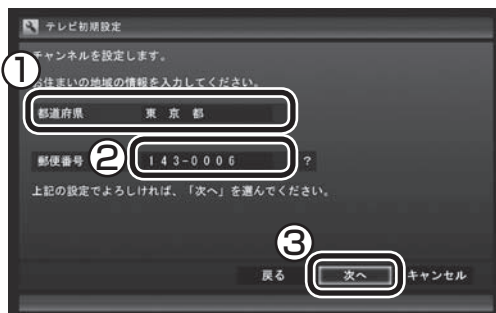 テレビ初期設定
チャンネルを設定します。
①
お住まいの地域の情報を入力してください。
都道府県 東京都
郵便番号 ② 143-0006 ?
上記の設定でよろしければ、「次へ」を選んでください。
③
戻る 次へ キャンセル